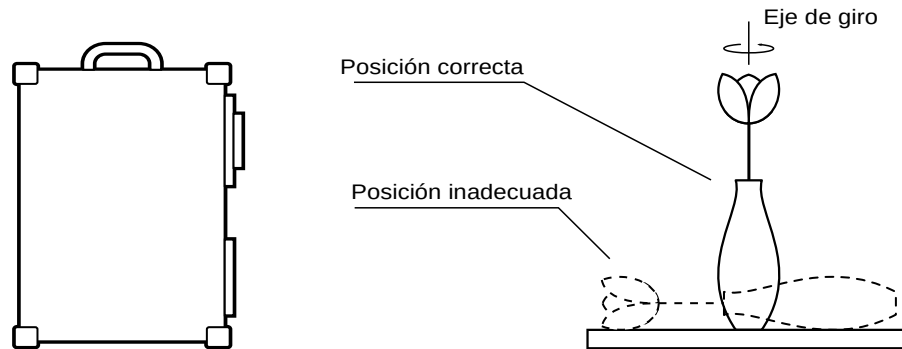 Eje de giro
Posición correcta
Posición inadecuada